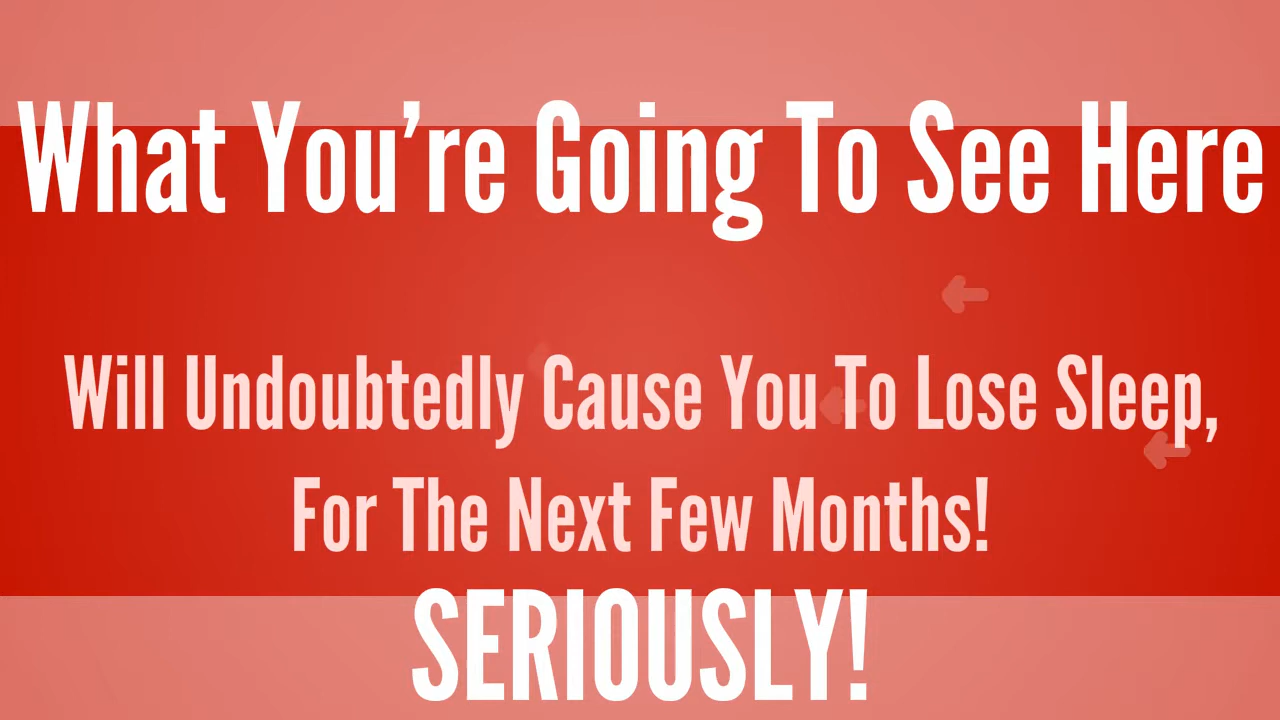 What You’re Going To See Here
Will Undoubtedly Cause You To Lose Sleep,
For The Next Few Months!
SERIOUSLY!